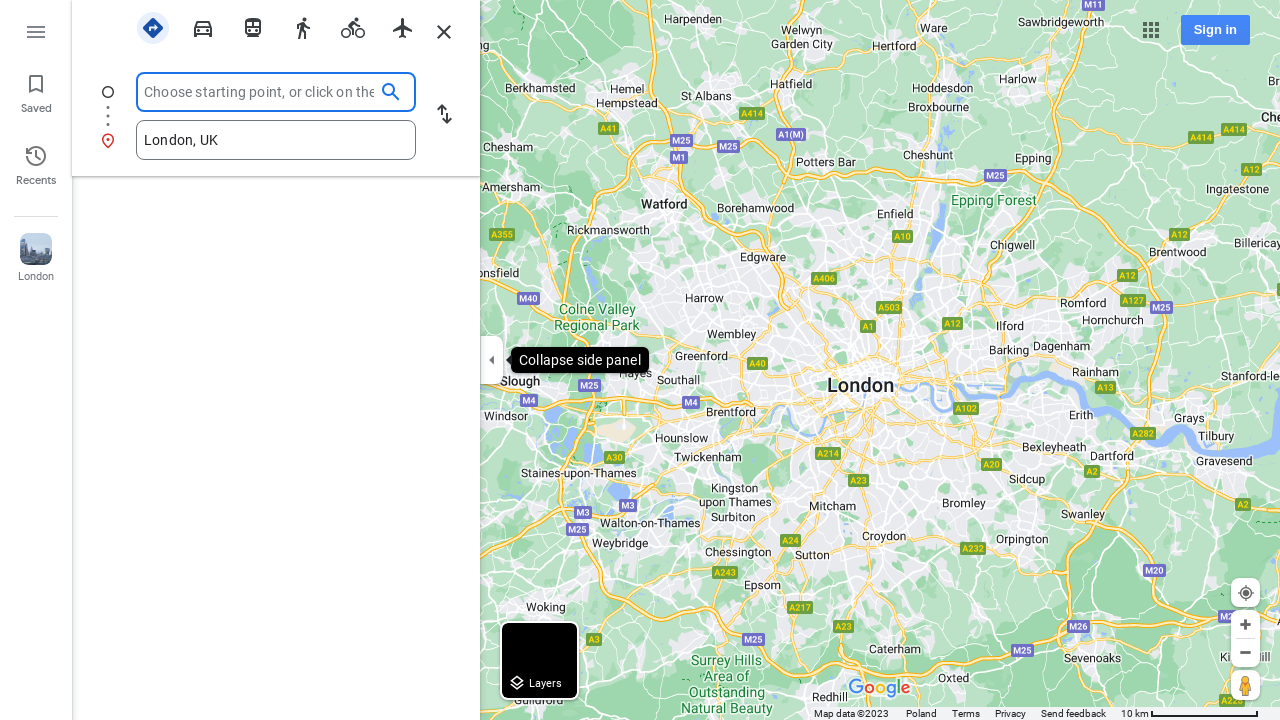 Saved
Recents
London
Choose starting point, or click on the
London, UK
Collapse side panel
Sign in
Layers
Harpenden
Ware
Sawbridgeworth
M11
Welwyn
Garden City
Hertford
Berkhamsted
Hemel
Hempstead
St Albans
Hatfield
Hoddesdon
Harlow
Broxbourne
A414
A41
M25
M1
M25
A1(M)
A414
A414
Chesham
Potters Bar
Cheshunt
Epping
M25
A12
Ingatestone
Amersham
Watford
Borehamwood
Enfield
Epping Forest
A355
Rickmansworth
A10
Chigwell
A12
Brentwood
Edgware
A406
A12
M40
Harrow
A503
Romford
A127
M25
Colne Valley
Regional Park
Wembley
A1
A12
Ilford
Hornchurch
Greenford
A40
Barking
Dagenham
Hayes
Southall
Slough
M25
London
Rainham
A13
M4
M4
Windsor
Brentford
A102
Erith
Grays
Hounslow
A282
Tilbury
A30
Twickenham
A214
Bexleyheath
Dartford
Gravesend
Staines-upon-Thames
A23
A20
A2
Sidcup
Kingston
upon Thames
M3
M3
Surbiton
Mitcham
Bromley
Swanley
A2
M25
Walton-on-Thames
Weybridge
Croydon
Orpington
A24
A232
Chessington
Sutton
A243
Epsom
M20
Woking
A217
A23
M26
A3
M25
Caterham
M25
Sevenoaks
Surrey Hills
Area of
Outstanding
Natural Beauty
Redhill
Oxted
Guildford
Google
Map data ©2023
Poland
Terms
Privacy
Send feedback
10 km